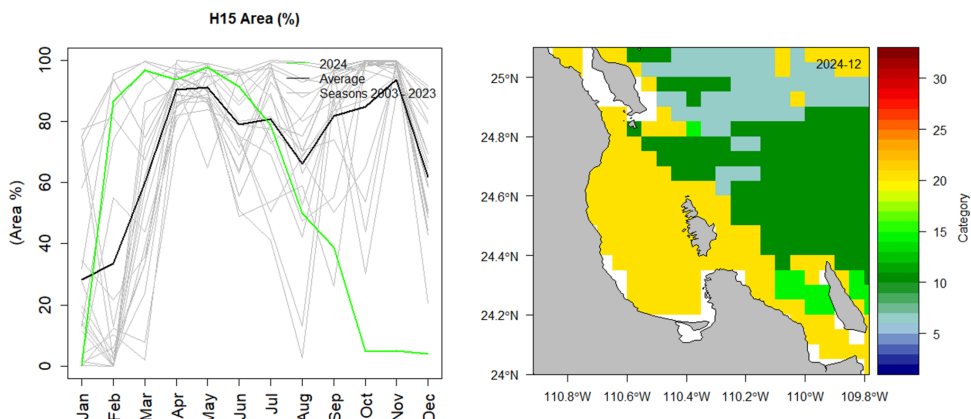 H15 Area (%)
2024
Average
Seasons 2003 - 2023
(Area %)
100
80
60
40
20
0
Jan
Feb
Mar
Apr
May
Jun
Jul
Aug
Sep
Oct
Nov
Dec
2024-12
25°N
24.8°N
24.6°N
24.4°N
24.2°N
24°N
110.8°W
110.6°W
110.4°W
110.2°W
110°W
109.8°W
30
25
20
15
10
5
Category